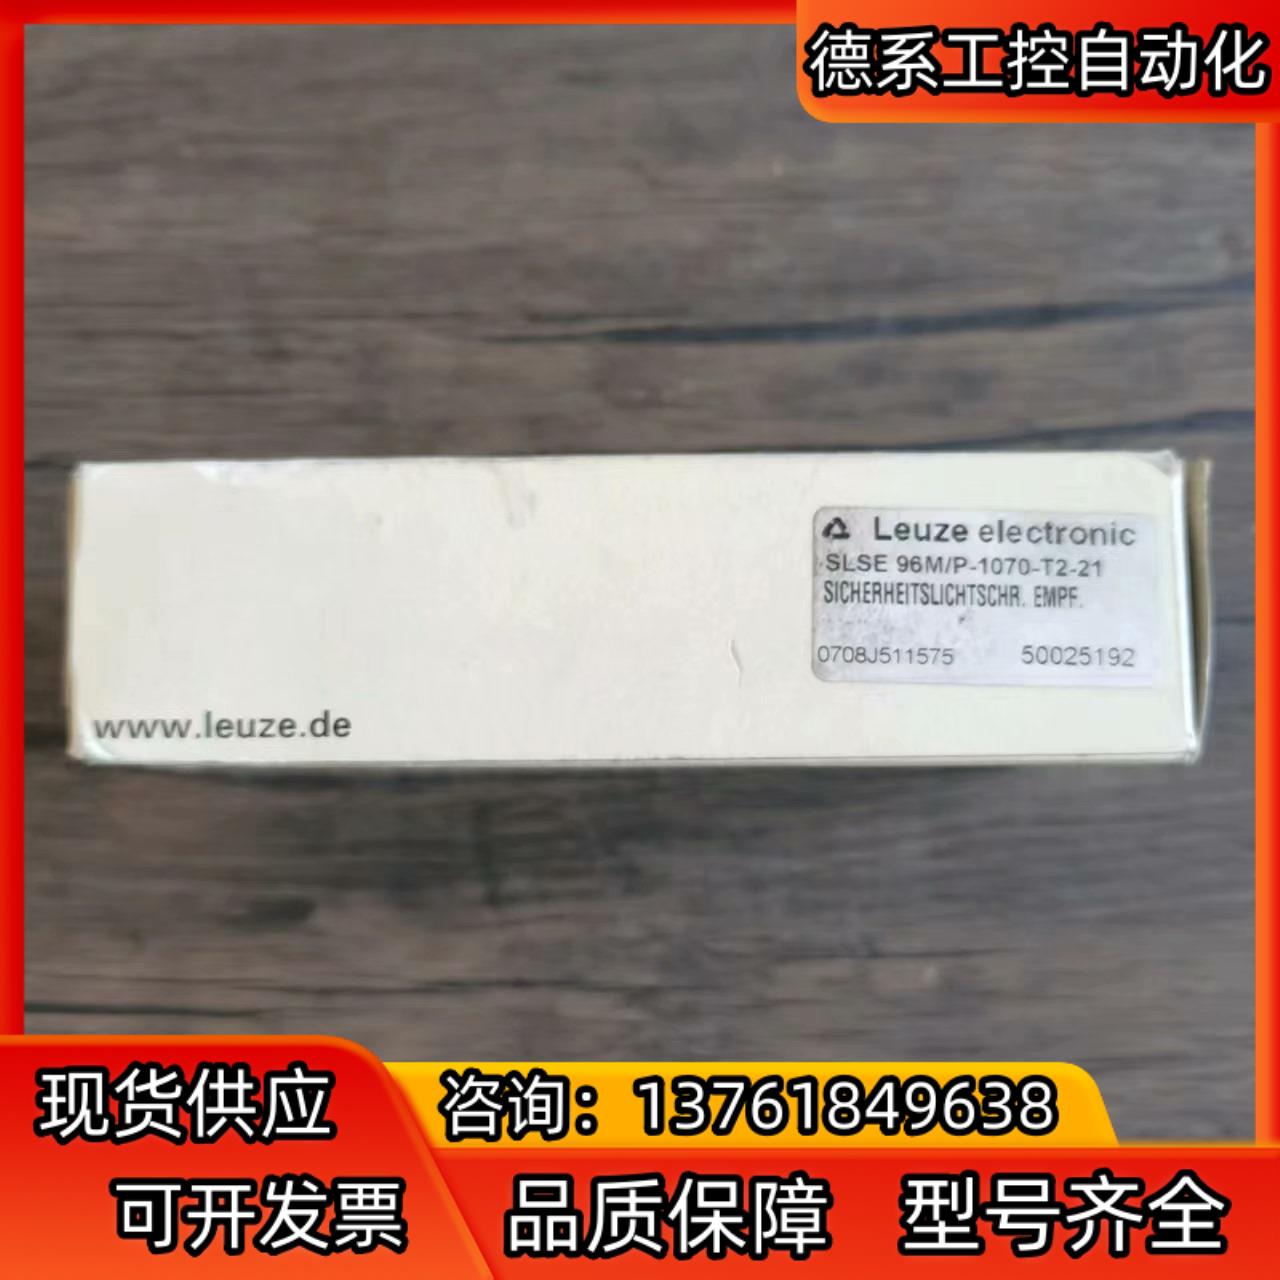 德系工控自动化
Leuze electronic
SLSE 96M/P-1070-T2-21
SICHERHEITSLICHTSCHR. EMPF.
0708J511575 50025192
www.leuze.de
现货供应
咨询：13761849638
可开发票
品质保障 型号齐全